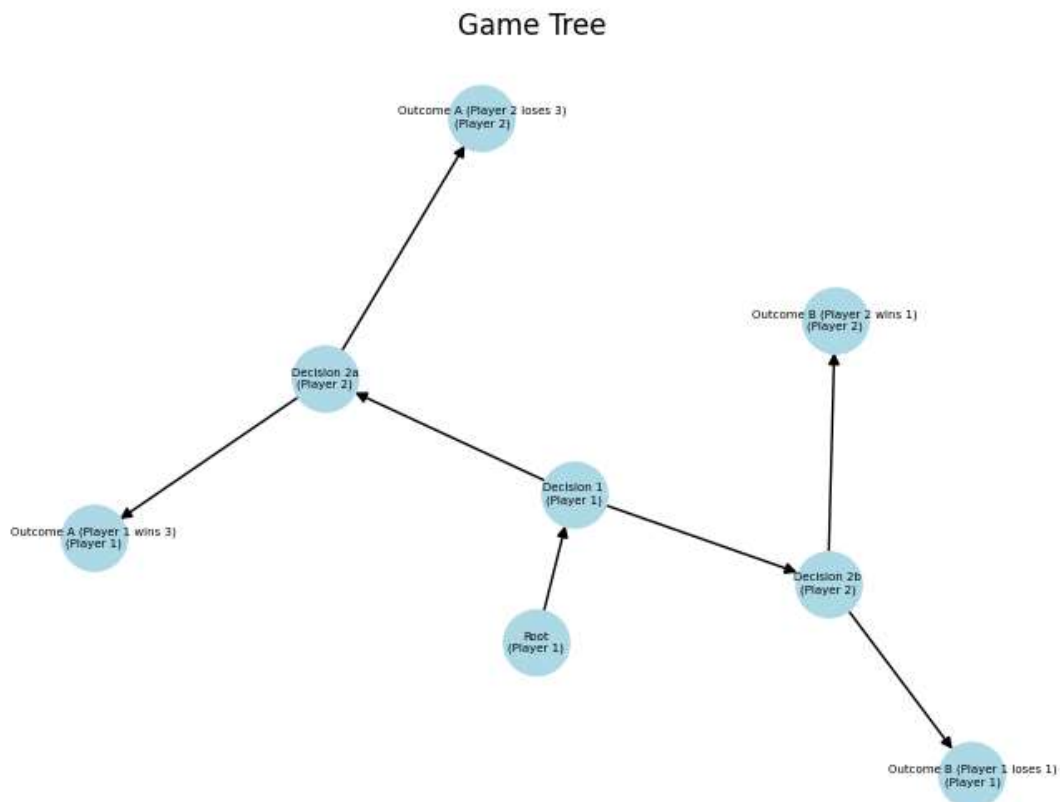 Game Tree
Outcome A (Player 2 loses 3)
(Player 2)
Outcome B (Player 2 wins 1)
(Player 2)
Decision 2a
(Player 2)
Decision 1
(Player 1)
Outcome A (Player 1 wins 3)
(Player 1)
Decision 2b
(Player 2)
Root
(Player 1)
Outcome B (Player 1 loses 1)
(Player 1)